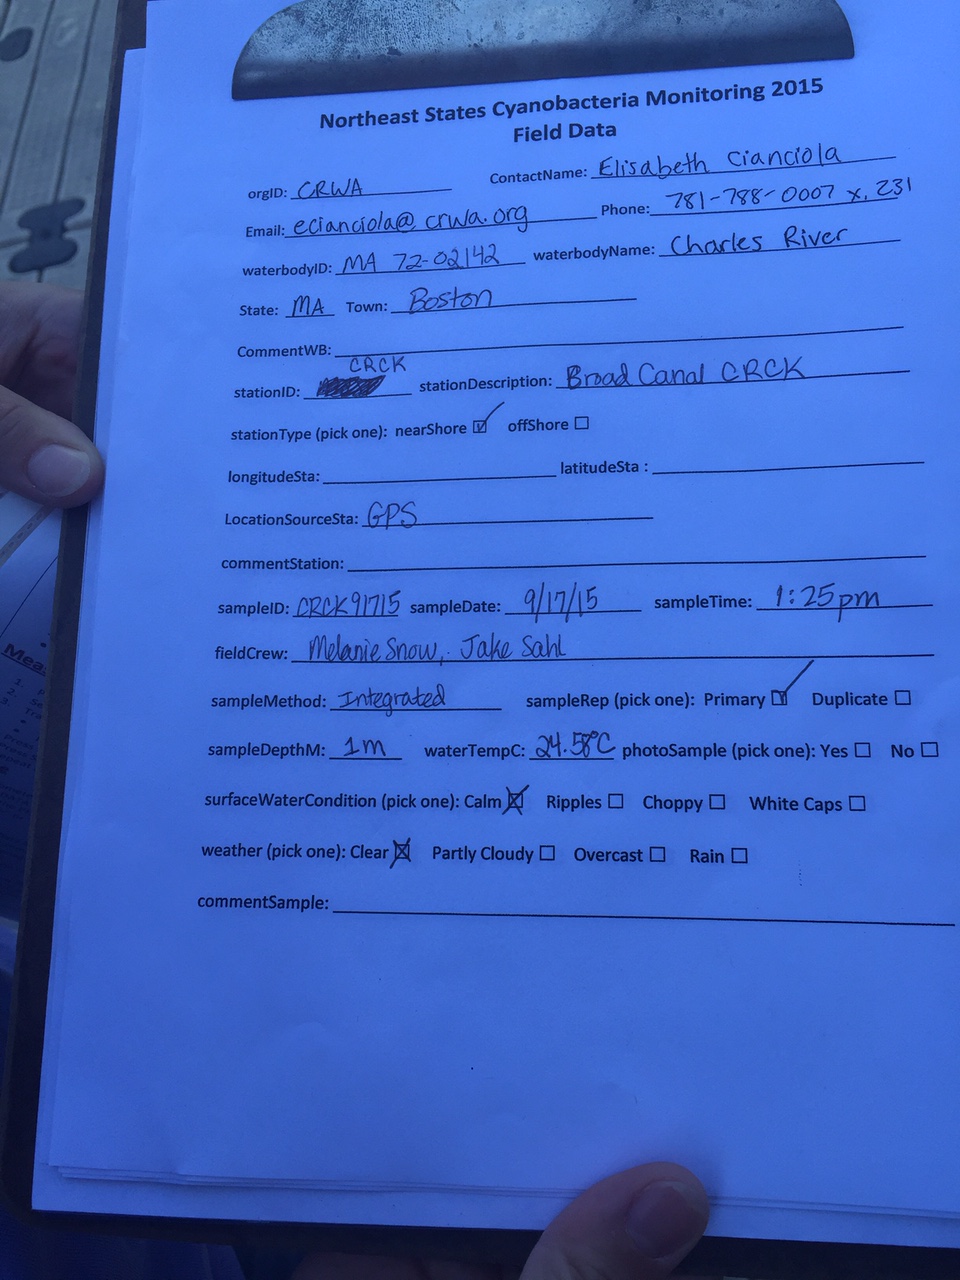 Northeast States Cyanobacteria Monitoring 2015
Field Data
orgID: CRWA ContactName: Elisabeth Cianciola
Email: ecianciola@crwa.org Phone: 781-788-0007 x. 231
waterbodyID: MA 72-02142 waterbodyName: Charles River
State: MA Town: Boston
CommentWB:
CRCK
stationID: stationDescription: Broad Canal CRCK
stationType (pick one): nearShore ☑ offShore ☐
longitudeSta: latitudeSta :
LocationSourceSta: GPS
commentStation:
sampleID: CRCK91715 sampleDate: 9/17/15 sampleTime: 1:25pm
fieldCrew: Melanie Snow, Jake Sahl
sampleMethod: Integrated sampleRep (pick one): Primary ☑ Duplicate ☐
sampleDepthM: 1m waterTempC: 24.58°C photoSample (pick one): Yes ☐ No ☐
surfaceWaterCondition (pick one): Calm ☒ Ripples ☐ Choppy ☐ White Caps ☐
weather (pick one): Clear ☒ Partly Cloudy ☐ Overcast ☐ Rain ☐
commentSample:
Mea